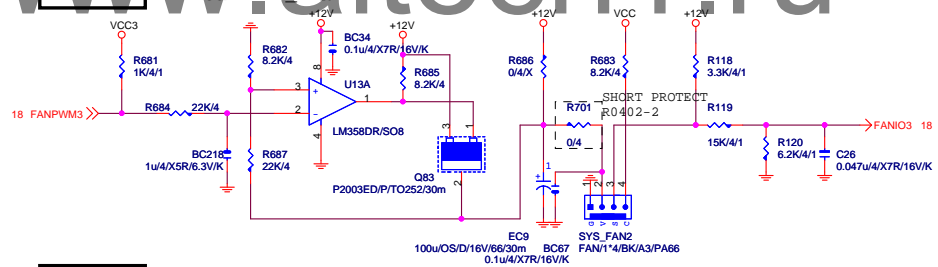 VCC3
+12V
+12V
+12V
VCC
+12V
R681
1K/4/1
R682
8.2K/4
BC34
0.1u/4/X7R/16V/K
R685
8.2K/4
R686
0/4/X
R683
8.2K/4
R118
3.3K/4/1
U13A
8
3
+
2
-
1
4
LM358DR/SO8
18 FANPWM3
R684 22K/4
BC218
1u/4/X5R/6.3V/K
R687
22K/4
3
1
2
Q83
P2003ED/P/TO252/30m
SHORT PROTECT
R0402-2
R701
0/4
R119
15K/4/1
FANIO3 18
R120
6.2K/4/1
C26
0.047u/4/X7R/16V/K
+ 1
1 2 3 4
G V S C
EC9
100u/OS/D/16V/66/30m
BC67
0.1u/4/X7R/16V/K
SYS_FAN2
FAN/1*4/BK/A3/PA66